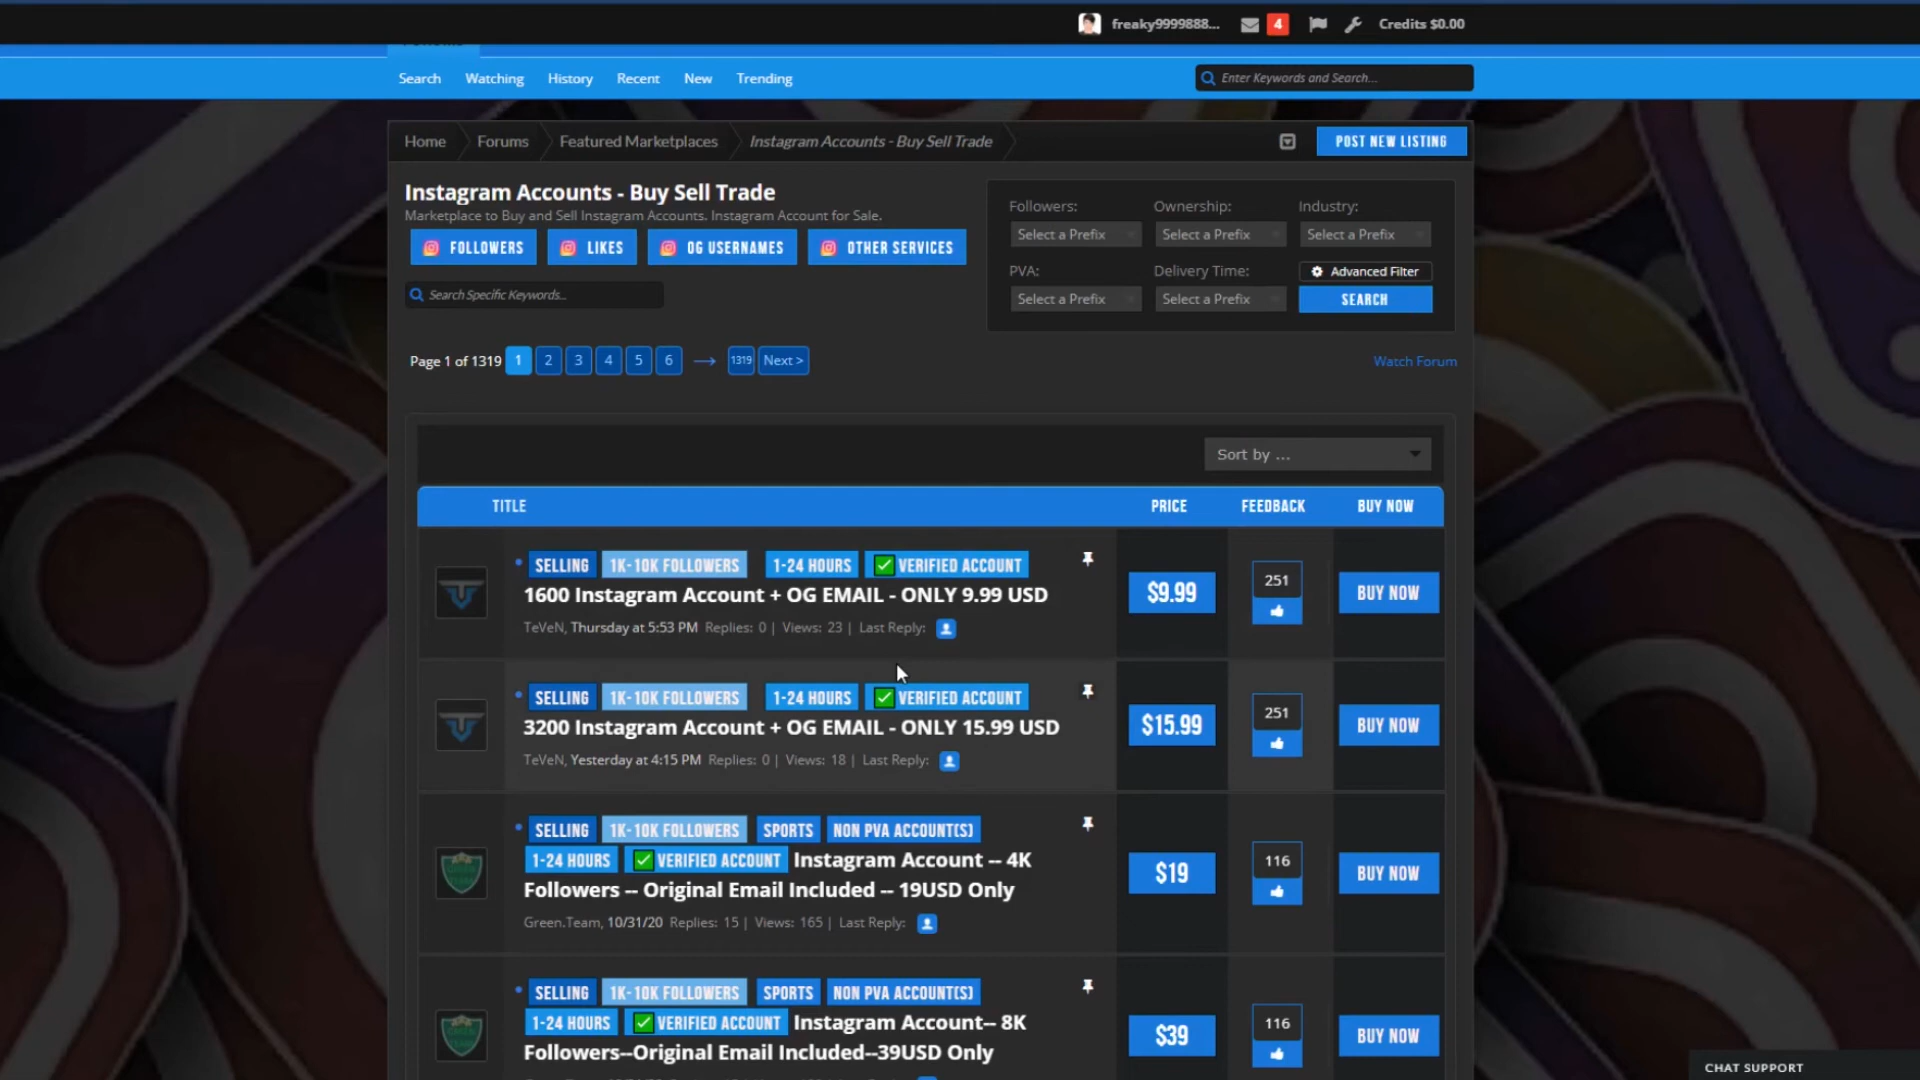 freaky9999888... 4 Credits $0.00
Search Watching History Recent New Trending Enter Keywords and Search...
Home Forums Featured Marketplaces Instagram Accounts - Buy Sell Trade POST NEW LISTING
Instagram Accounts - Buy Sell Trade
Marketplace to Buy and Sell Instagram Accounts. Instagram Account for Sale.
FOLLOWERS LIKES OG USERNAMES OTHER SERVICES
Search Specific Keywords...
Followers: Ownership: Industry:
Select a Prefix Select a Prefix Select a Prefix
PVA: Delivery Time: Advanced Filter
Select a Prefix Select a Prefix SEARCH
Page 1 of 1319 1 2 3 4 5 6 → 1319 Next > Watch Forum
Sort by ...
TITLE PRICE FEEDBACK BUY NOW
SELLING 1K-10K FOLLOWERS 1-24 HOURS ✅ VERIFIED ACCOUNT
1600 Instagram Account + OG EMAIL - ONLY 9.99 USD
TeVeN, Thursday at 5:53 PM Replies: 0 | Views: 23 | Last Reply:
$9.99 251 BUY NOW
SELLING 1K-10K FOLLOWERS 1-24 HOURS ✅ VERIFIED ACCOUNT
3200 Instagram Account + OG EMAIL - ONLY 15.99 USD
TeVeN, Yesterday at 4:15 PM Replies: 0 | Views: 18 | Last Reply:
$15.99 251 BUY NOW
SELLING 1K-10K FOLLOWERS SPORTS NON PVA ACCOUNT(S)
1-24 HOURS ✅ VERIFIED ACCOUNT Instagram Account -- 4K
Followers -- Original Email Included -- 19USD Only
Green.Team, 10/31/20 Replies: 15 | Views: 165 | Last Reply:
$19 116 BUY NOW
SELLING 1K-10K FOLLOWERS SPORTS NON PVA ACCOUNT(S)
1-24 HOURS ✅ VERIFIED ACCOUNT Instagram Account-- 8K
Followers--Original Email Included--39USD Only
$39 116 BUY NOW
CHAT SUPPORT